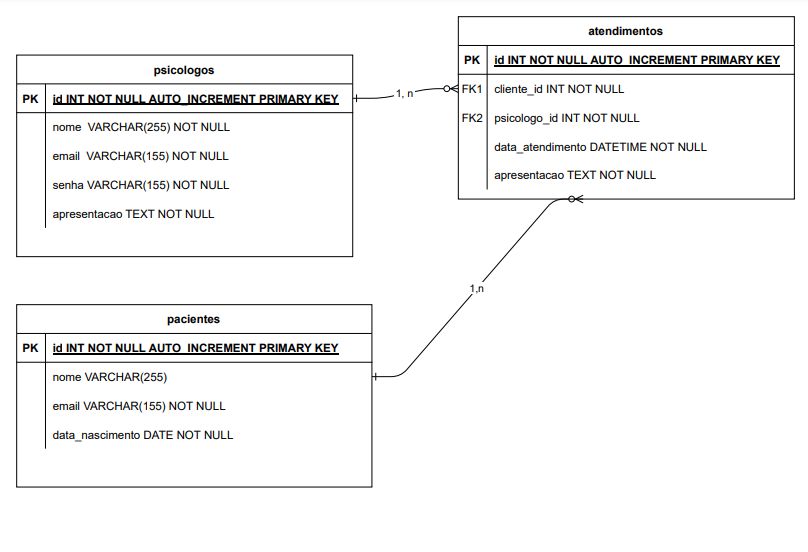 psicologos
PK id INT NOT NULL AUTO_INCREMENT PRIMARY KEY
nome  VARCHAR(255) NOT NULL
email  VARCHAR(155) NOT NULL
senha VARCHAR(155) NOT NULL
apresentacao TEXT NOT NULL
1, n
atendimentos
PK id INT NOT NULL AUTO_INCREMENT PRIMARY KEY
FK1 cliente_id INT NOT NULL
FK2 psicologo_id INT NOT NULL
data_atendimento DATETIME NOT NULL
apresentacao TEXT NOT NULL
1,n
pacientes
PK id INT NOT NULL AUTO_INCREMENT PRIMARY KEY
nome VARCHAR(255)
email VARCHAR(155) NOT NULL
data_nascimento DATE NOT NULL